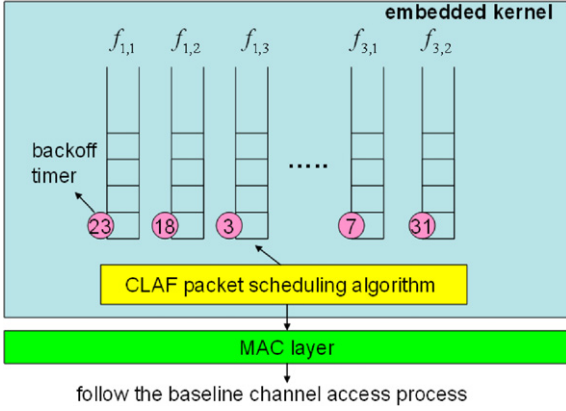 embedded kernel
f1,1 f1,2 f1,3 f3,1 f3,2
backoff
timer
.....
23 18 3 7 31
CLAF packet scheduling algorithm
MAC layer
follow the baseline channel access process